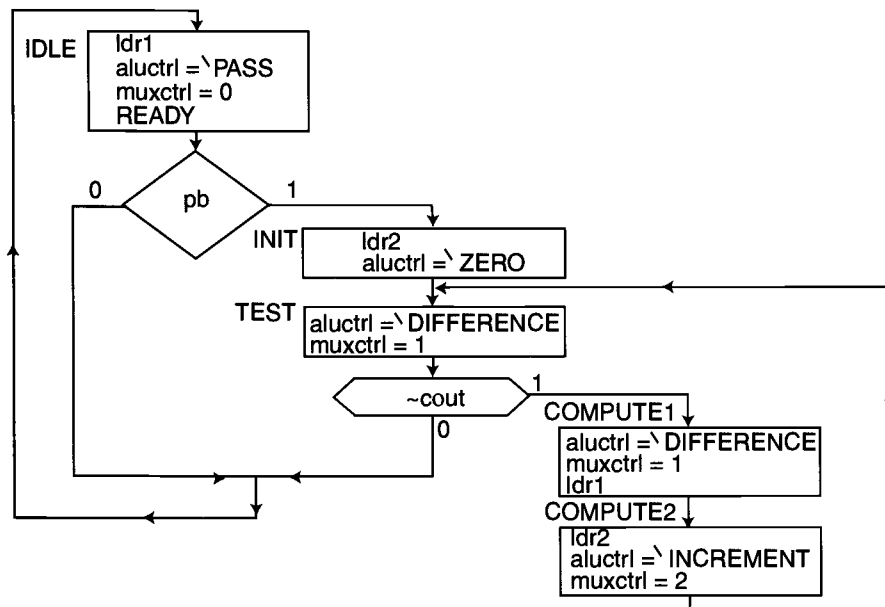 IDLE
ldr1
aluctrl =`PASS
muxctrl = 0
READY
0
pb
1
INIT
ldr2
aluctrl =`ZERO
TEST
aluctrl =`DIFFERENCE
muxctrl = 1
~cout
1
0
COMPUTE1
aluctrl =`DIFFERENCE
muxctrl = 1
ldr1
COMPUTE2
ldr2
aluctrl =`INCREMENT
muxctrl = 2